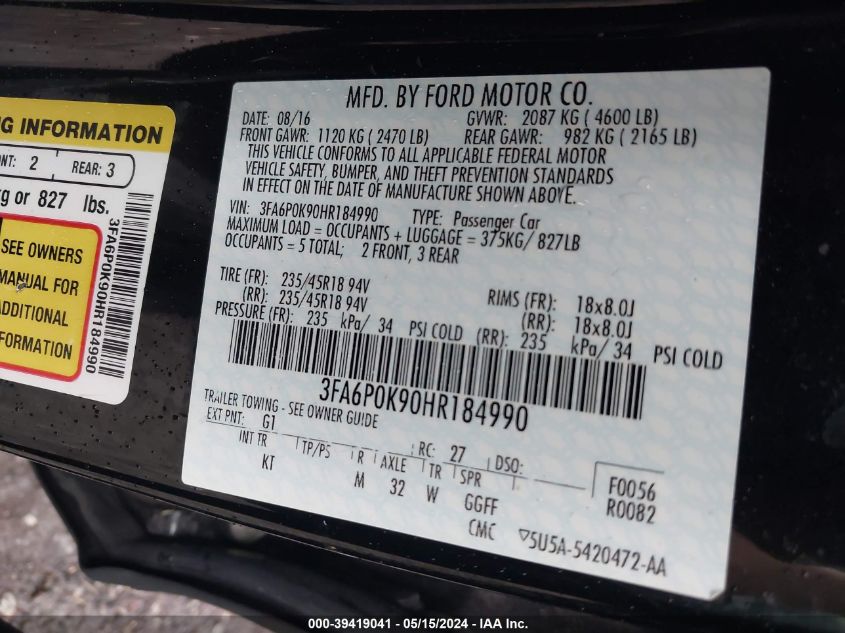 MFD. BY FORD MOTOR CO.
DATE: 08/16 GVWR: 2087 KG ( 4600 LB)
FRONT GAWR: 1120 KG ( 2470 LB) REAR GAWR: 982 KG ( 2165 LB)
THIS VEHICLE CONFORMS TO ALL APPLICABLE FEDERAL MOTOR
VEHICLE SAFETY, BUMPER, AND THEFT PREVENTION STANDARDS
IN EFFECT ON THE DATE OF MANUFACTURE SHOWN ABOVE.
VIN: 3FA6P0K90HR184990 TYPE: Passenger Car
MAXIMUM LOAD = OCCUPANTS + LUGGAGE = 375KG/ 827LB
OCCUPANTS = 5 TOTAL; 2 FRONT, 3 REAR
TIRE (FR): 235/45R18 94V RIMS (FR): 18x8.0J
(RR): 235/45R18 94V (RR): 18x8.0J
PRESSURE (FR): 235 kPa/ 34 PSI COLD (RR): 235 kPa/34 PSI COLD
3FA6P0K90HR184990
TRAILER TOWING - SEE OWNER GUIDE
EXT PNT: G1 RC: 27 DSO:
INT TR TP/PS R AXLE TR SPR
KT M 32 W GGFF
CMC
F0056
R0082
5U5A-5420472-AA
G INFORMATION
NT: 2 REAR: 3
kg or 827 lbs.
SEE OWNERS
MANUAL FOR
ADDITIONAL
INFORMATION
3FA6P0K90HR184990
000-39419041 - 05/15/2024 - IAA Inc.